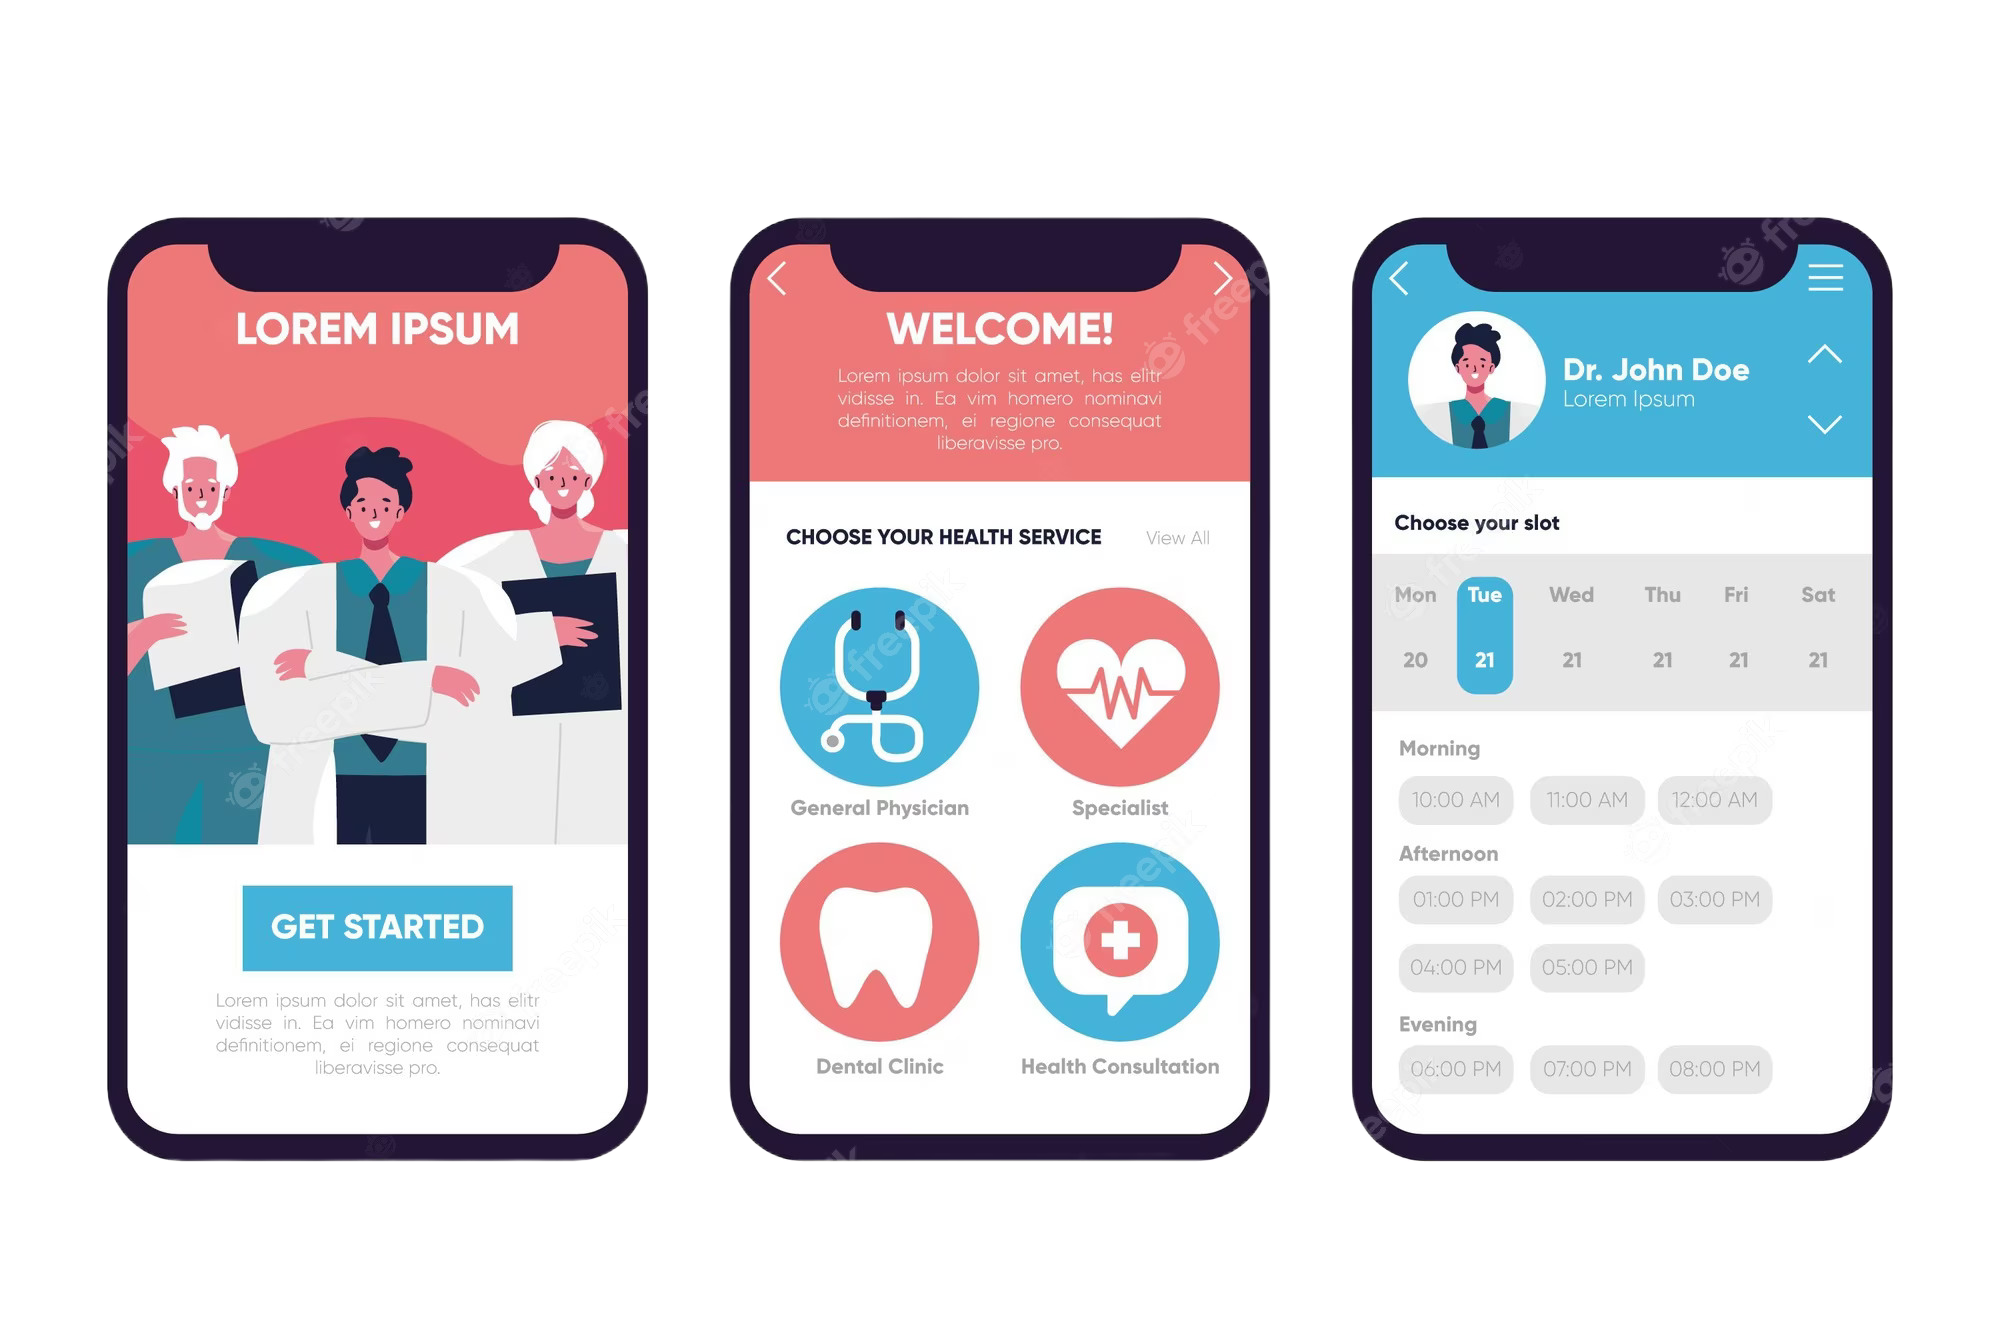 LOREM IPSUM
GET STARTED
Lorem ipsum dolor sit amet, has elitr
vidisse in. Ea vim homero nominavi
definitionem, ei regione consequat
liberavisse pro.
WELCOME!
Lorem ipsum dolor sit amet, has elitr
vidisse in. Ea vim homero nominavi
definitionem, ei regione consequat
liberavisse pro.
CHOOSE YOUR HEALTH SERVICE View All
General Physician Specialist
Dental Clinic Health Consultation
Dr. John Doe
Lorem Ipsum
Choose your slot
Mon Tue Wed Thu Fri Sat
20 21 21 21 21 21
Morning
10:00 AM 11:00 AM 12:00 AM
Afternoon
01:00 PM 02:00 PM 03:00 PM
04:00 PM 05:00 PM
Evening
06:00 PM 07:00 PM 08:00 PM
freepik